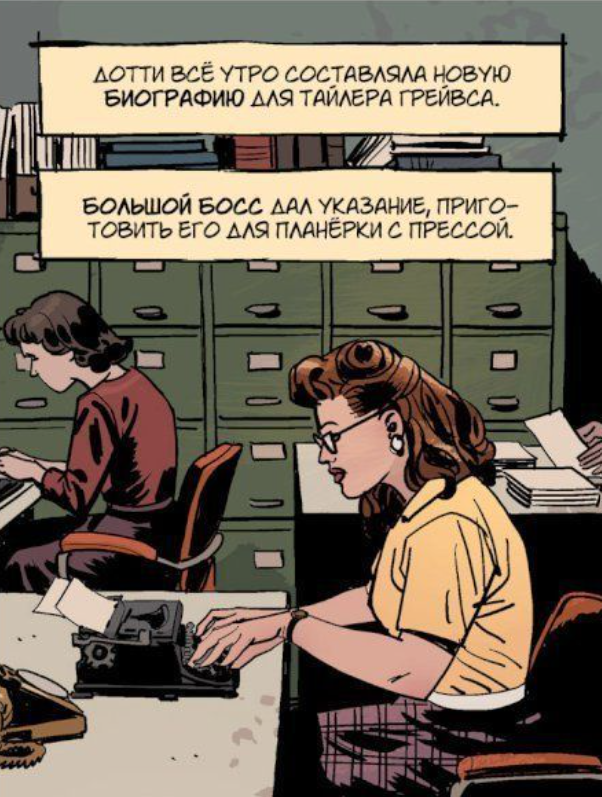 ДОТТИ ВСЁ УТРО СОСТАВЛЯЛА НОВУЮ
БИОГРАФИЮ ДЛЯ ТАЙЛЕРА ГРЕЙВСА.
БОЛЬШОЙ БОСС ДАЛ УКАЗАНИЕ, ПРИГО-
ТОВИТЬ ЕГО ДЛЯ ПЛАНЁРКИ С ПРЕССОЙ.